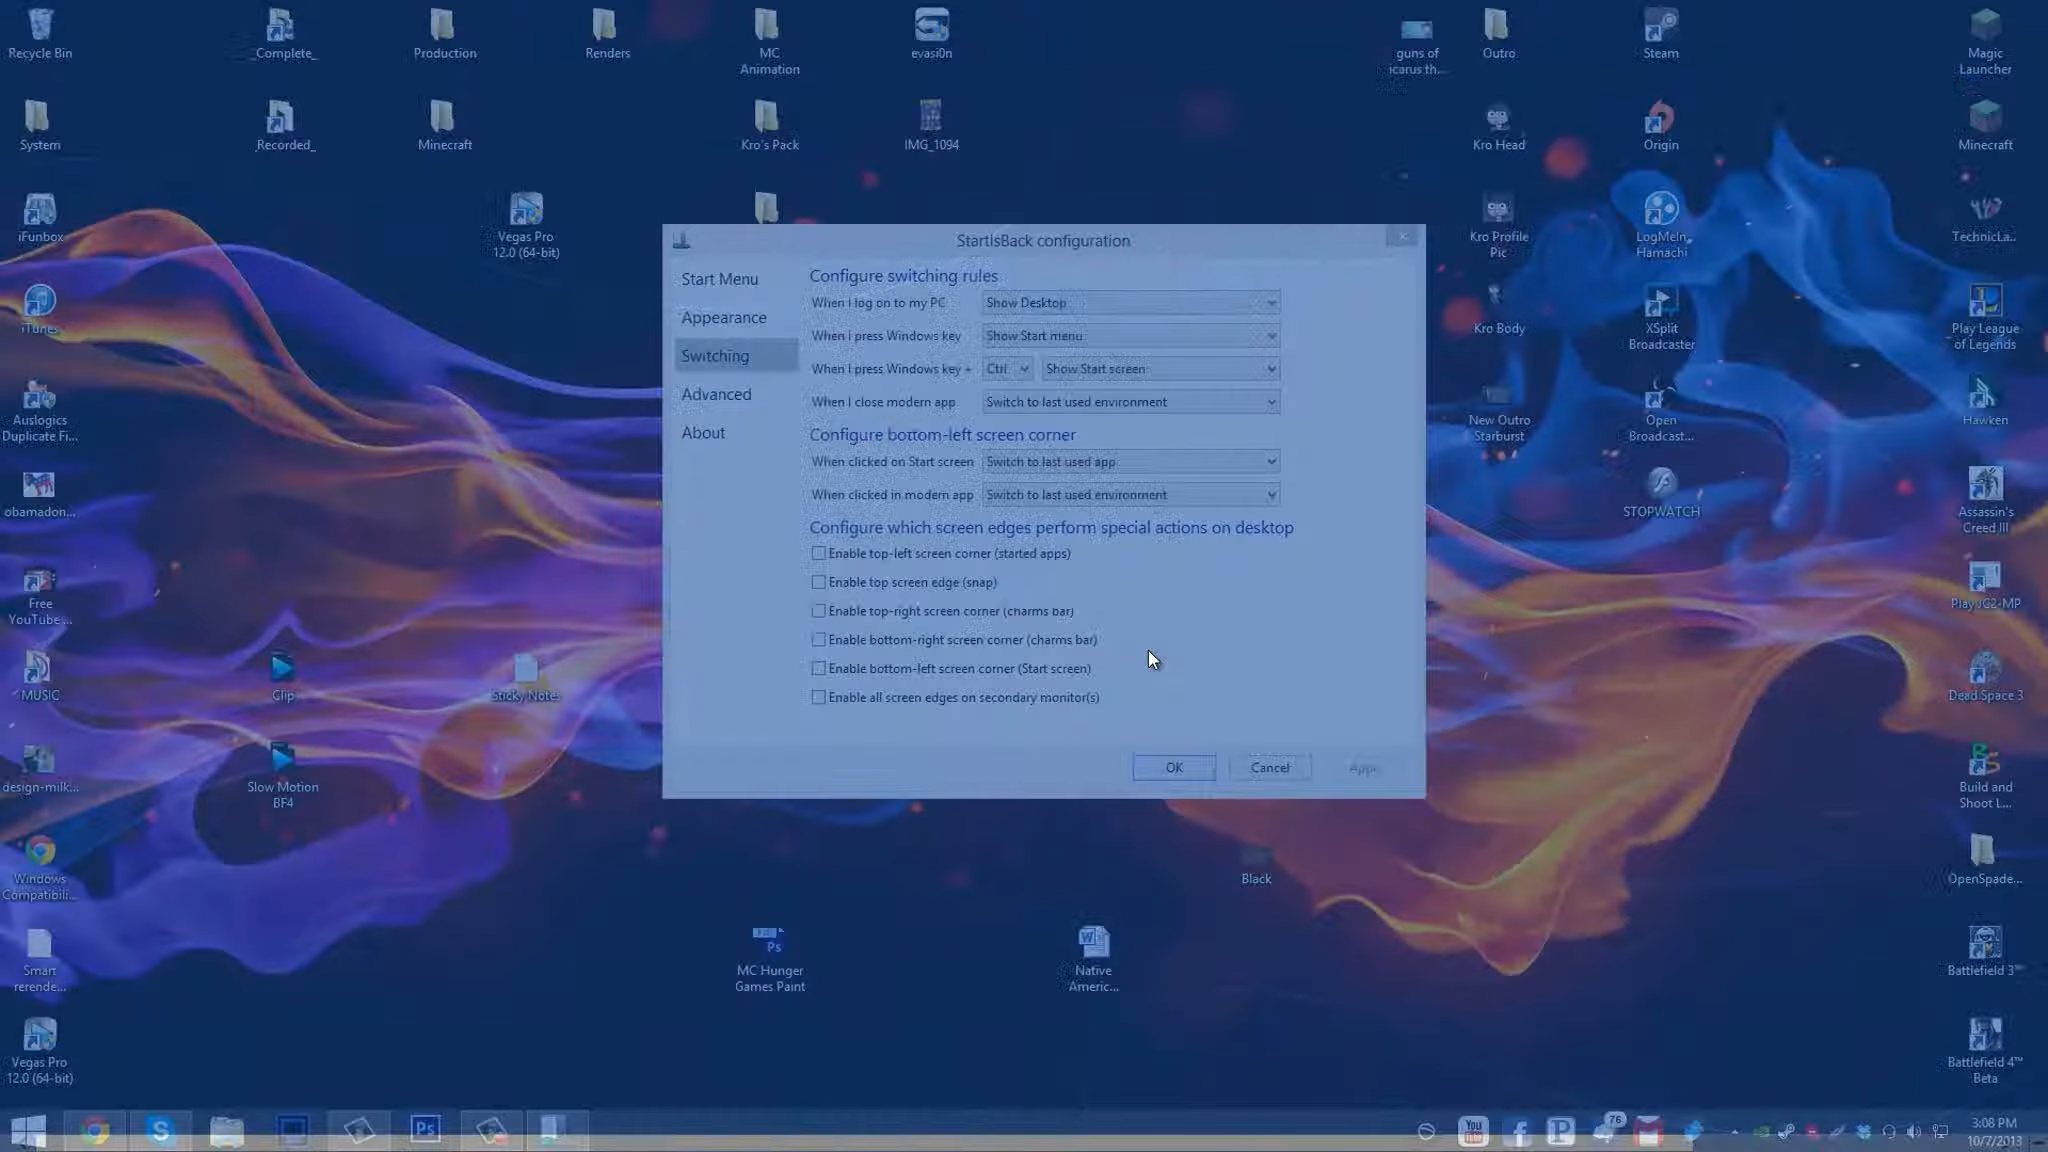 Recycle Bin
_Complete_
Production
Renders
MC
Animation
evasi0n
guns of
icarus th...
Outro
Steam
Magic
Launcher
System
_Recorded_
Minecraft
Kro's Pack
IMG_1094
Kro Head
Origin
Minecraft
iFunbox
Vegas Pro
12.0 (64-bit)
Kro Profile
Pic
LogMeIn
Hamachi
TechnicLa...
iTunes
Kro Body
XSplit
Broadcaster
Play League
of Legends
Auslogics
Duplicate Fi...
New Outro
Starburst
Open
Broadcast...
Hawken
obamadon...
STOPWATCH
Assassin's
Creed III
Free
YouTube ...
Play JC2-MP
MUSIC
Clip
Sticky Notes
Dead Space 3
design-milk...
Slow Motion
BF4
Build and
Shoot L...
Windows
Compatibili...
Black
OpenSpade...
Smart
rerende...
MC Hunger
Games Paint
Native
Americ...
Battlefield 3™
Vegas Pro
12.0 (64-bit)
Battlefield 4™
Beta
StartIsBack configuration
Start Menu
Appearance
Switching
Advanced
About
Configure switching rules
When I log on to my PC Show Desktop
When I press Windows key Show Start menu
When I press Windows key + Ctrl Show Start screen
When I close modern app Switch to last used environment
Configure bottom-left screen corner
When clicked on Start screen Switch to last used app
When clicked in modern app Switch to last used environment
Configure which screen edges perform special actions on desktop
Enable top-left screen corner (started apps)
Enable top screen edge (snap)
Enable top-right screen corner (charms bar)
Enable bottom-right screen corner (charms bar)
Enable bottom-left screen corner (Start screen)
Enable all screen edges on secondary monitor(s)
OK Cancel Apply
Ps
You
Tube
76
3:08 PM
10/7/2013